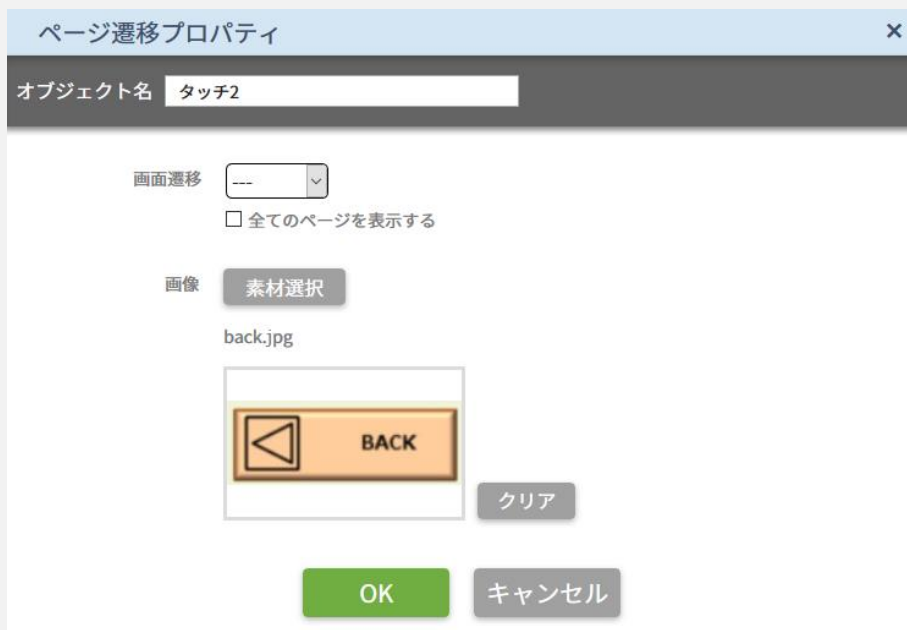 ページ遷移プロパティ ×
オブジェクト名 タッチ2
画面遷移 ---
全てのページを表示する
画像 素材選択
back.jpg
BACK
クリア
OK キャンセル